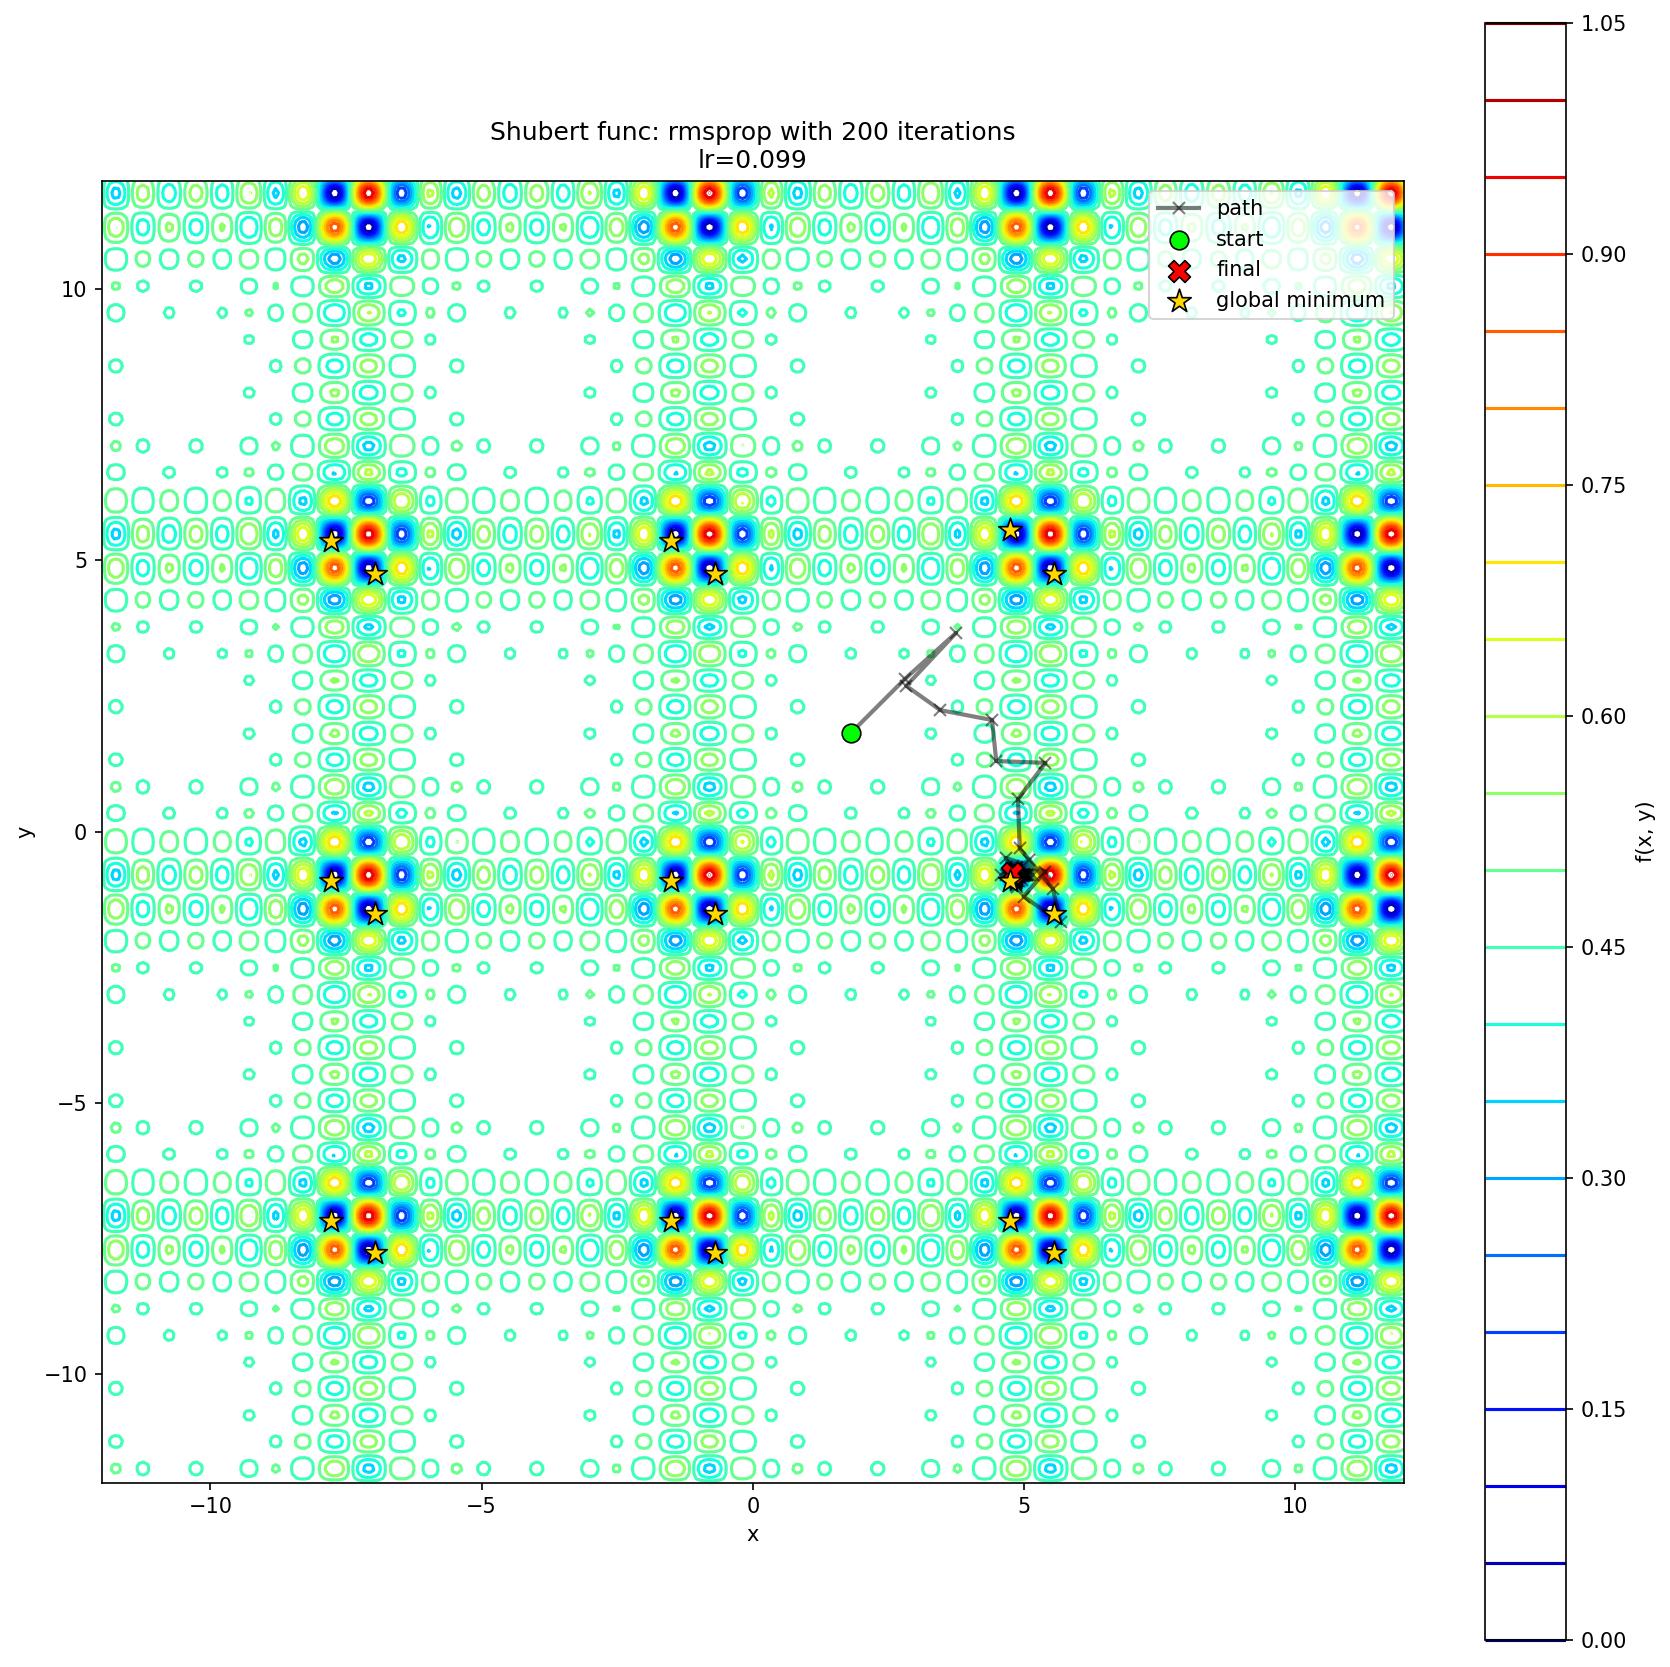 Shubert func: rmsprop with 200 iterations
lr=0.099
path
start
final
global minimum
10
5
0
−5
−10
y
−10
−5
0
5
10
x
1.05
0.90
0.75
0.60
0.45
0.30
0.15
0.00
f(x, y)